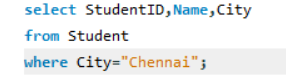 select StudentID,Name,City
from Student
where City="Chennai";